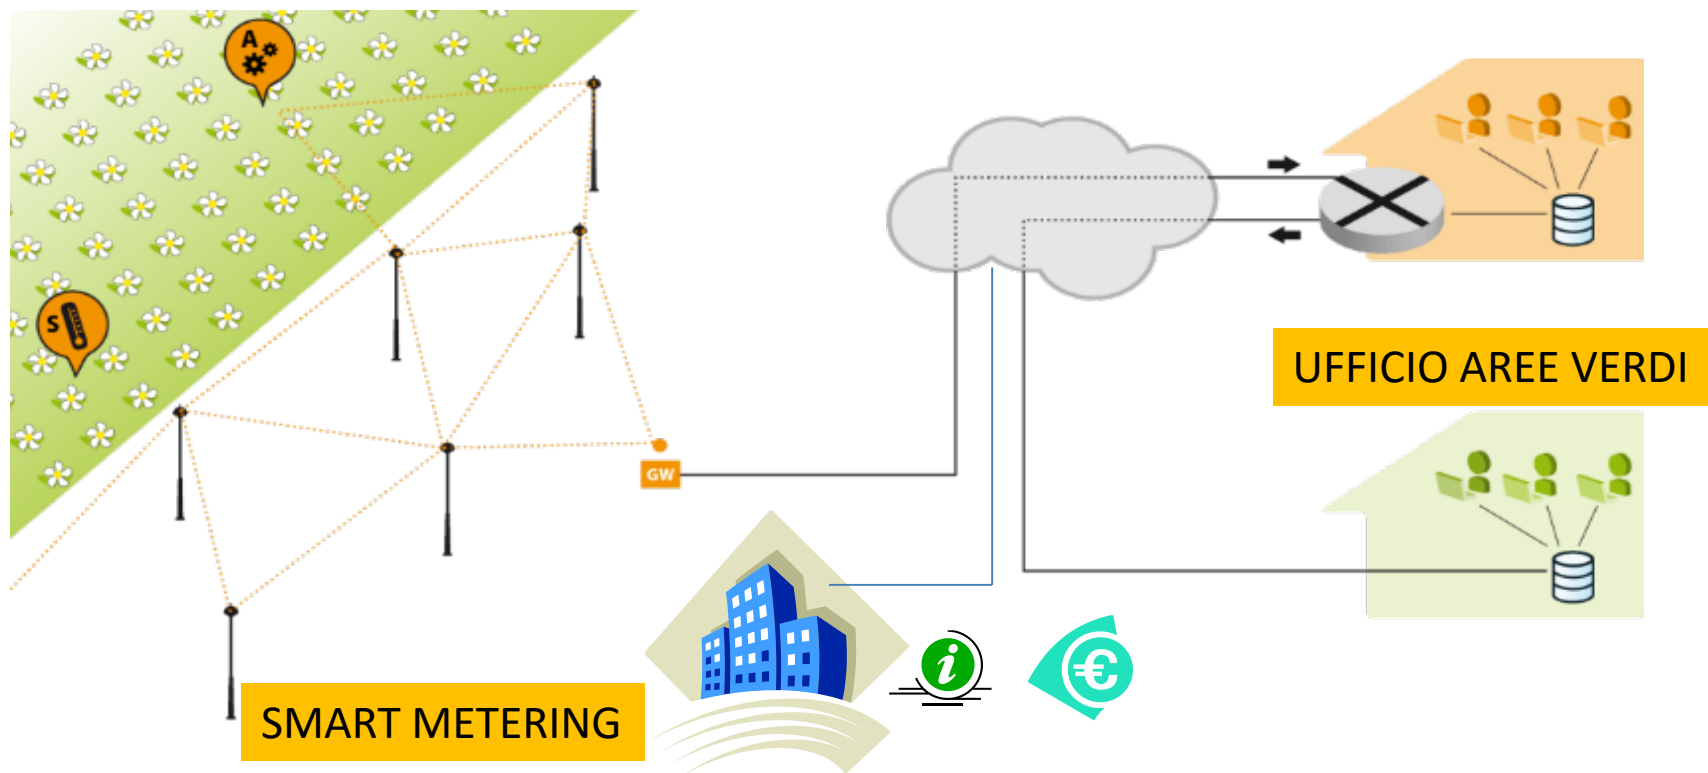 A
S
GW
UFFICIO AREE VERDI
i
€
SMART METERING